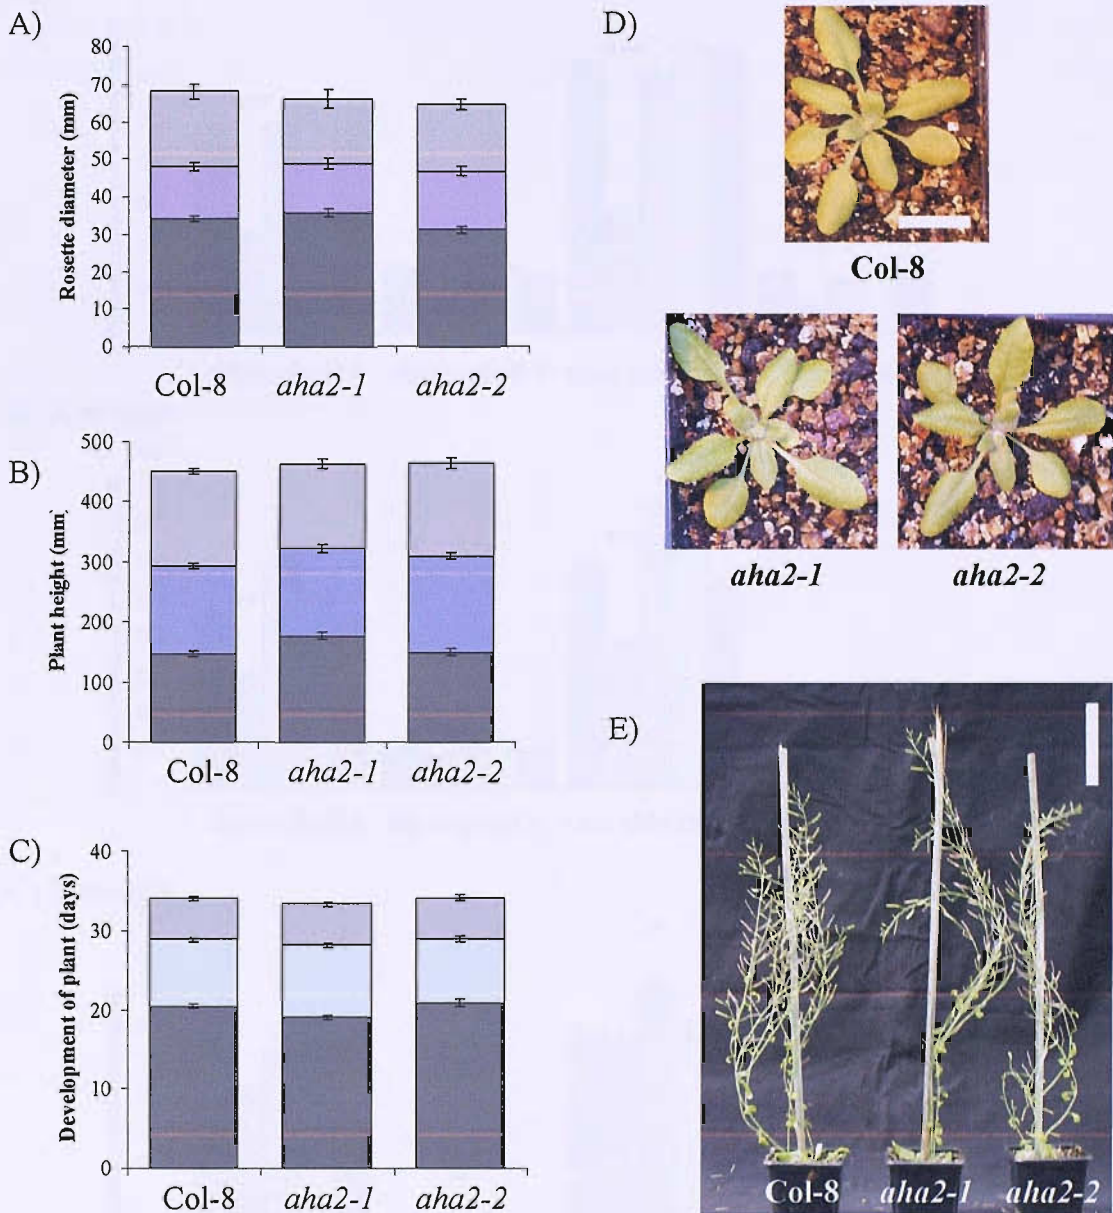 A)
Rosette diameter (mm)
80
70
60
50
40
30
20
10
0
Col-8 aha2-1 aha2-2
B)
Plant height (mm)
500
400
300
200
100
0
Col-8 aha2-1 aha2-2
C)
Development of plant (days)
40
30
20
10
0
Col-8 aha2-1 aha2-2
D)
Col-8
aha2-1 aha2-2
E)
Col-8 aha2-1 aha2-2